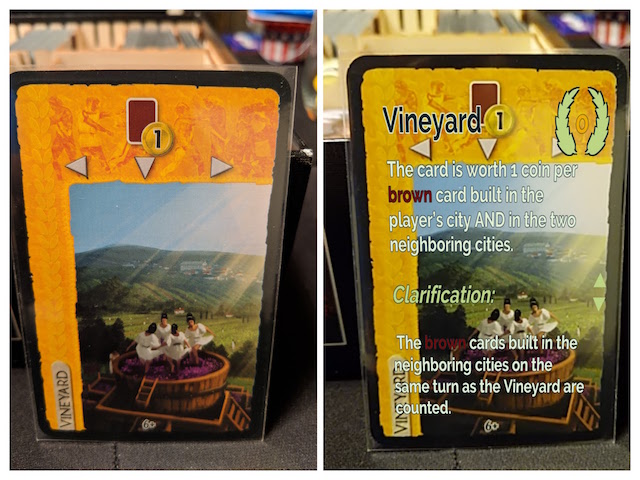 1
VINEYARD
6+
Vineyard
1
The card is worth 1 coin per
brown card built in the
player's city AND in the two
neighboring cities.
Clarification:
The brown cards built in the
neighboring cities on the
same turn as the Vineyard are
counted.
VINEYARD
6+